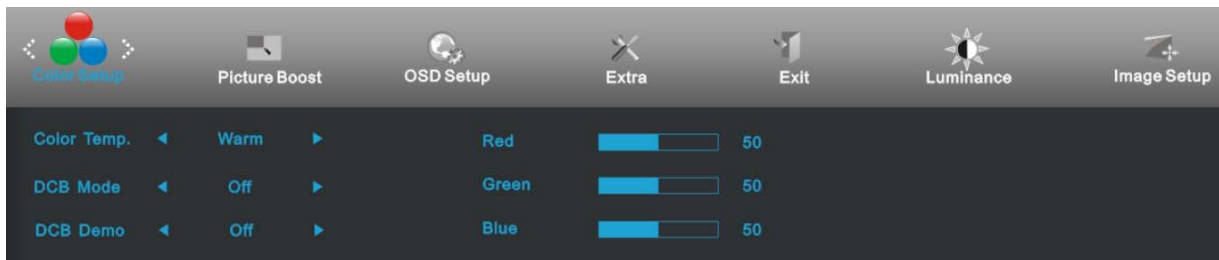 Color Setup Picture Boost OSD Setup Extra Exit Luminance Image Setup
Color Temp. Warm Red 50
DCB Mode Off Green 50
DCB Demo Off Blue 50